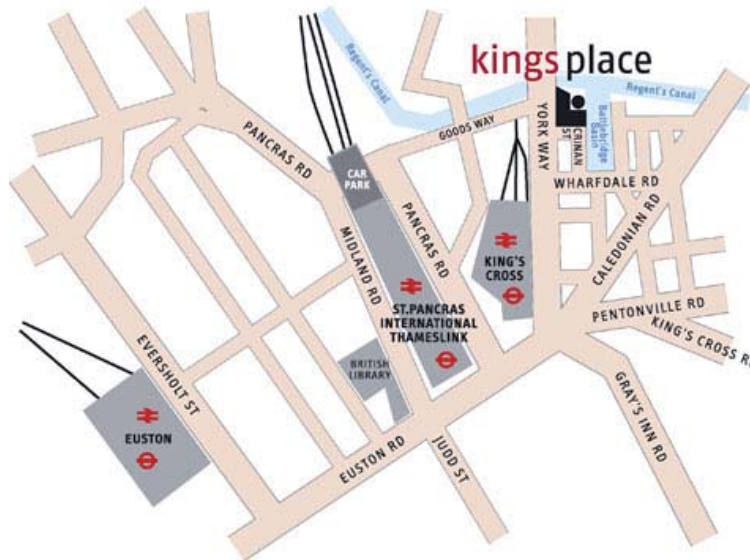 Regent's Canal
kings place
Regent's Canal
PANCRAS RD
GOODS WAY
YORK WAY
CRINAN
ST
Battlebridge
Basin
CAR
PARK
WHARFDALE RD
PANCRAS RD
MIDLAND RD
CALEDONIAN RD
KING'S
CROSS
ST.PANCRAS
INTERNATIONAL
THAMESLINK
PENTONVILLE RD
KING'S CROSS R
EVERSHOLT ST
BRITISH
LIBRARY
GRAY'S INN RD
EUSTON
EUSTON RD
JUDD ST